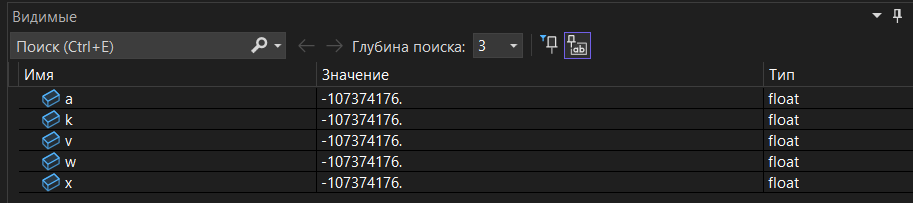 Видимые
Поиск (Ctrl+E) Глубина поиска: 3 ab
Имя Значение Тип
a -107374176. float
k -107374176. float
v -107374176. float
w -107374176. float
x -107374176. float